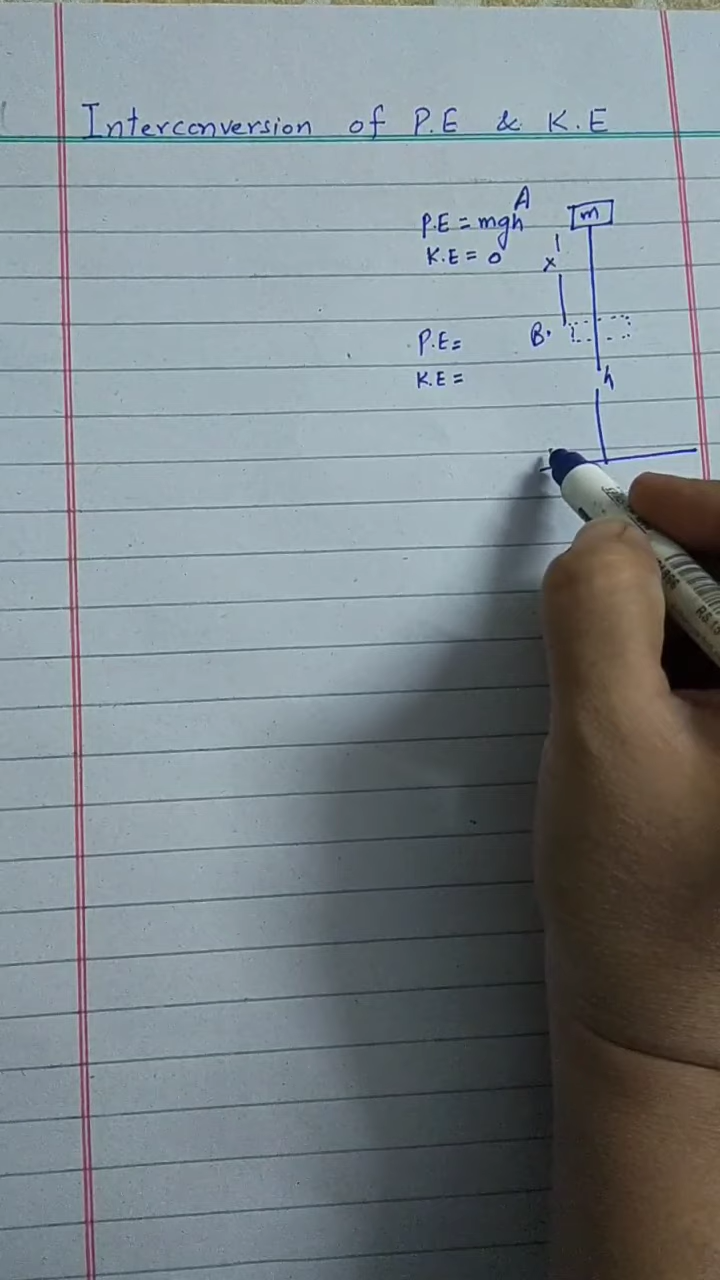 Interconversion of P.E & K.E
A
P.E = mgh
m
K.E = 0
x
P.E =
B.
K.E =
h